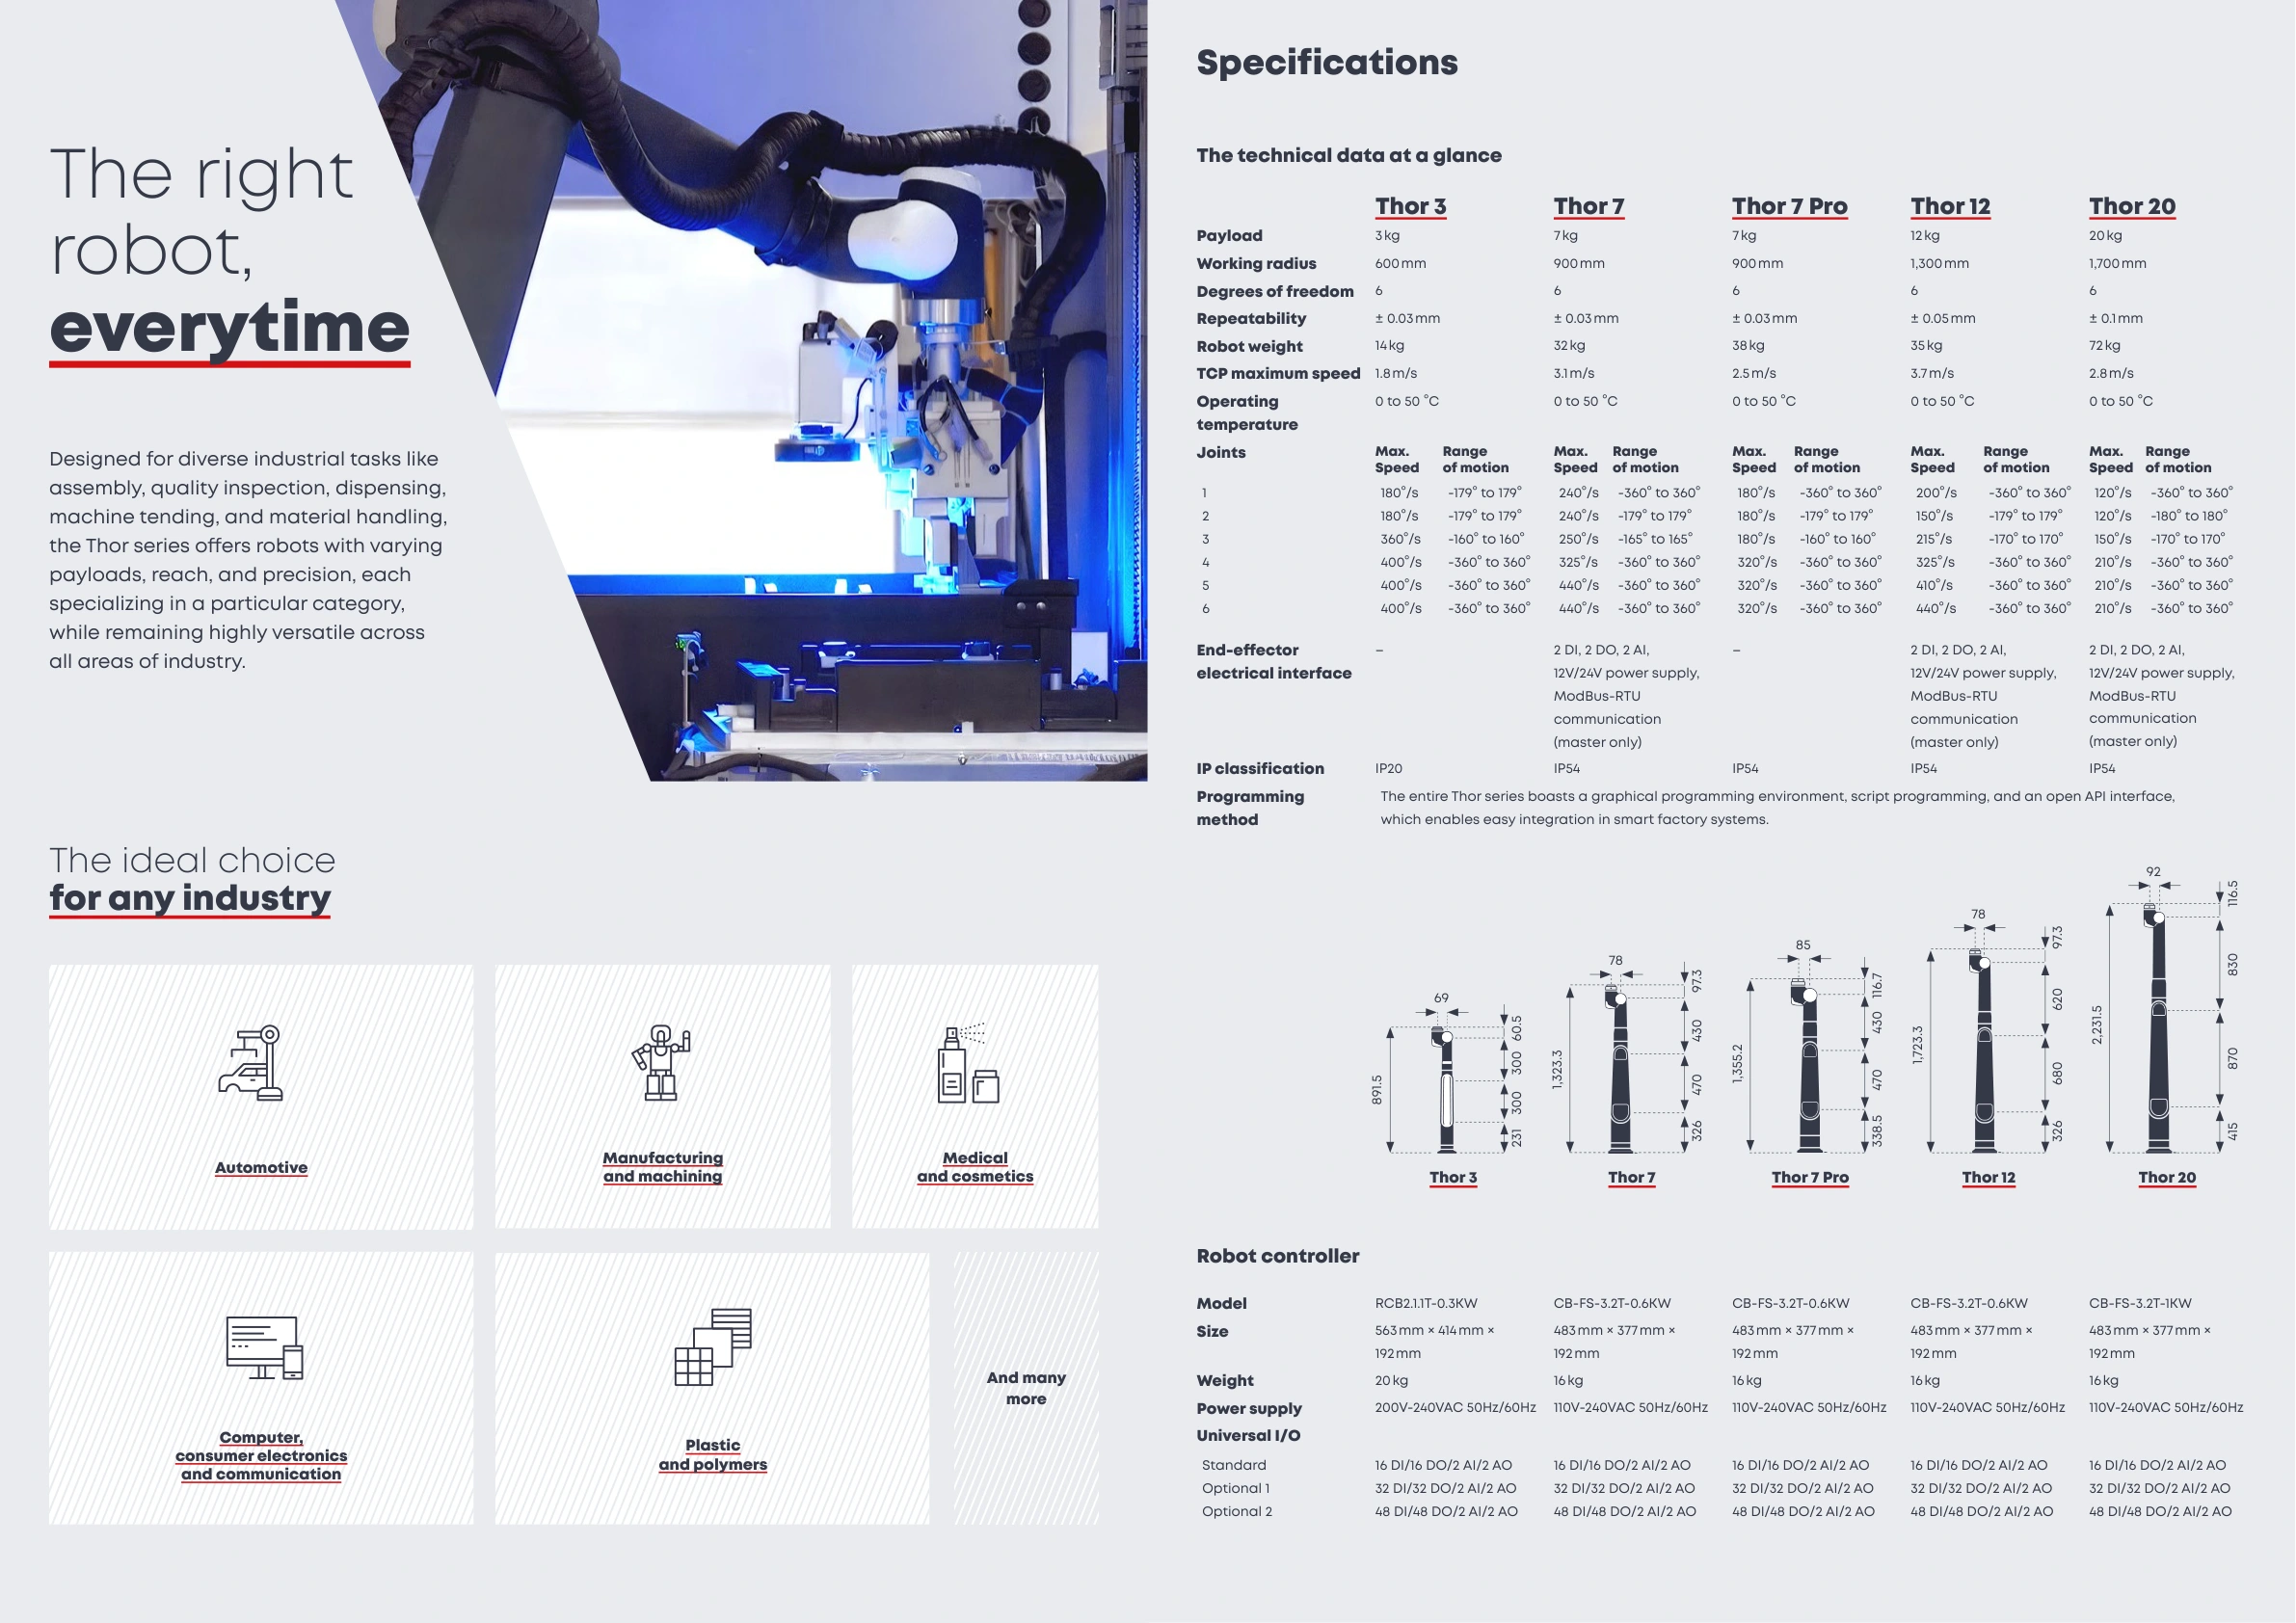 The right
robot,
everytime
Designed for diverse industrial tasks like
assembly, quality inspection, dispensing,
machine tending, and material handling,
the Thor series offers robots with varying
payloads, reach, and precision, each
specializing in a particular category,
while remaining highly versatile across
all areas of industry.
The ideal choice
for any industry
Automotive
Manufacturing
and machining
Medical
and cosmetics
Computer,
consumer electronics
and communication
Plastic
and polymers
And many
more
Specifications
The technical data at a glance
Thor 3 Thor 7 Thor 7 Pro Thor 12 Thor 20
Payload 3 kg 7 kg 7 kg 12 kg 20 kg
Working radius 600 mm 900 mm 900 mm 1,300 mm 1,700 mm
Degrees of freedom 6 6 6 6 6
Repeatability ± 0.03 mm ± 0.03 mm ± 0.03 mm ± 0.05 mm ± 0.1 mm
Robot weight 14 kg 32 kg 38 kg 35 kg 72 kg
TCP maximum speed 1.8 m/s 3.1 m/s 2.5 m/s 3.7 m/s 2.8 m/s
Operating 0 to 50 °C 0 to 50 °C 0 to 50 °C 0 to 50 °C 0 to 50 °C
temperature
Joints Max. Range Max. Range Max. Range Max. Range Max. Range
Speed of motion Speed of motion Speed of motion Speed of motion Speed of motion
1 180°/s -179° to 179° 240°/s -360° to 360° 180°/s -360° to 360° 200°/s -360° to 360° 120°/s -360° to 360°
2 180°/s -179° to 179° 240°/s -179° to 179° 180°/s -179° to 179° 150°/s -179° to 179° 120°/s -180° to 180°
3 360°/s -160° to 160° 250°/s -165° to 165° 180°/s -160° to 160° 215°/s -170° to 170° 150°/s -170° to 170°
4 400°/s -360° to 360° 325°/s -360° to 360° 320°/s -360° to 360° 325°/s -360° to 360° 210°/s -360° to 360°
5 400°/s -360° to 360° 440°/s -360° to 360° 320°/s -360° to 360° 410°/s -360° to 360° 210°/s -360° to 360°
6 400°/s -360° to 360° 440°/s -360° to 360° 320°/s -360° to 360° 440°/s -360° to 360° 210°/s -360° to 360°
End-effector – 2 DI, 2 DO, 2 AI, – 2 DI, 2 DO, 2 AI, 2 DI, 2 DO, 2 AI,
electrical interface 12V/24V power supply, 12V/24V power supply, 12V/24V power supply,
ModBus-RTU ModBus-RTU ModBus-RTU
communication communication communication
(master only) (master only) (master only)
IP classification IP20 IP54 IP54 IP54 IP54
Programming The entire Thor series boasts a graphical programming environment, script programming, and an open API interface,
method which enables easy integration in smart factory systems.
69
891.5
60.5
300
300
231
Thor 3
78
1,323.3
97.3
430
470
326
Thor 7
85
1,355.2
116.7
430
470
338.5
Thor 7 Pro
78
1,723.3
97.3
620
680
326
Thor 12
92
2,231.5
116.5
830
870
415
Thor 20
Robot controller
Model RCB2.1.1T-0.3KW CB-FS-3.2T-0.6KW CB-FS-3.2T-0.6KW CB-FS-3.2T-0.6KW CB-FS-3.2T-1KW
Size 563 mm × 414 mm × 483 mm × 377 mm × 483 mm × 377 mm × 483 mm × 377 mm × 483 mm × 377 mm ×
192 mm 192 mm 192 mm 192 mm 192 mm
Weight 20 kg 16 kg 16 kg 16 kg 16 kg
Power supply 200V-240VAC 50Hz/60Hz 110V-240VAC 50Hz/60Hz 110V-240VAC 50Hz/60Hz 110V-240VAC 50Hz/60Hz 110V-240VAC 50Hz/60Hz
Universal I/O
Standard 16 DI/16 DO/2 AI/2 AO 16 DI/16 DO/2 AI/2 AO 16 DI/16 DO/2 AI/2 AO 16 DI/16 DO/2 AI/2 AO 16 DI/16 DO/2 AI/2 AO
Optional 1 32 DI/32 DO/2 AI/2 AO 32 DI/32 DO/2 AI/2 AO 32 DI/32 DO/2 AI/2 AO 32 DI/32 DO/2 AI/2 AO 32 DI/32 DO/2 AI/2 AO
Optional 2 48 DI/48 DO/2 AI/2 AO 48 DI/48 DO/2 AI/2 AO 48 DI/48 DO/2 AI/2 AO 48 DI/48 DO/2 AI/2 AO 48 DI/48 DO/2 AI/2 AO